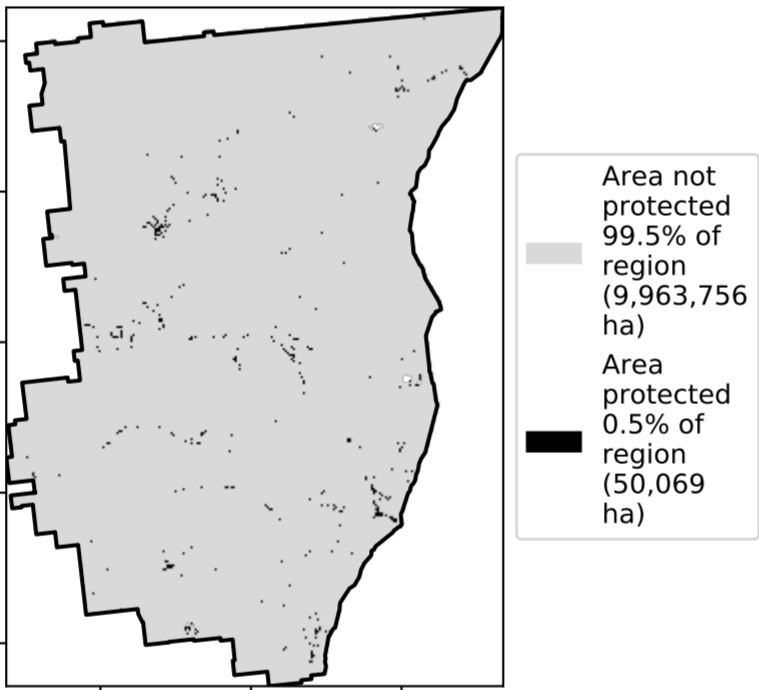 Area not
protected
99.5% of
region
(9,963,756
ha)
Area
protected
0.5% of
region
(50,069
ha)